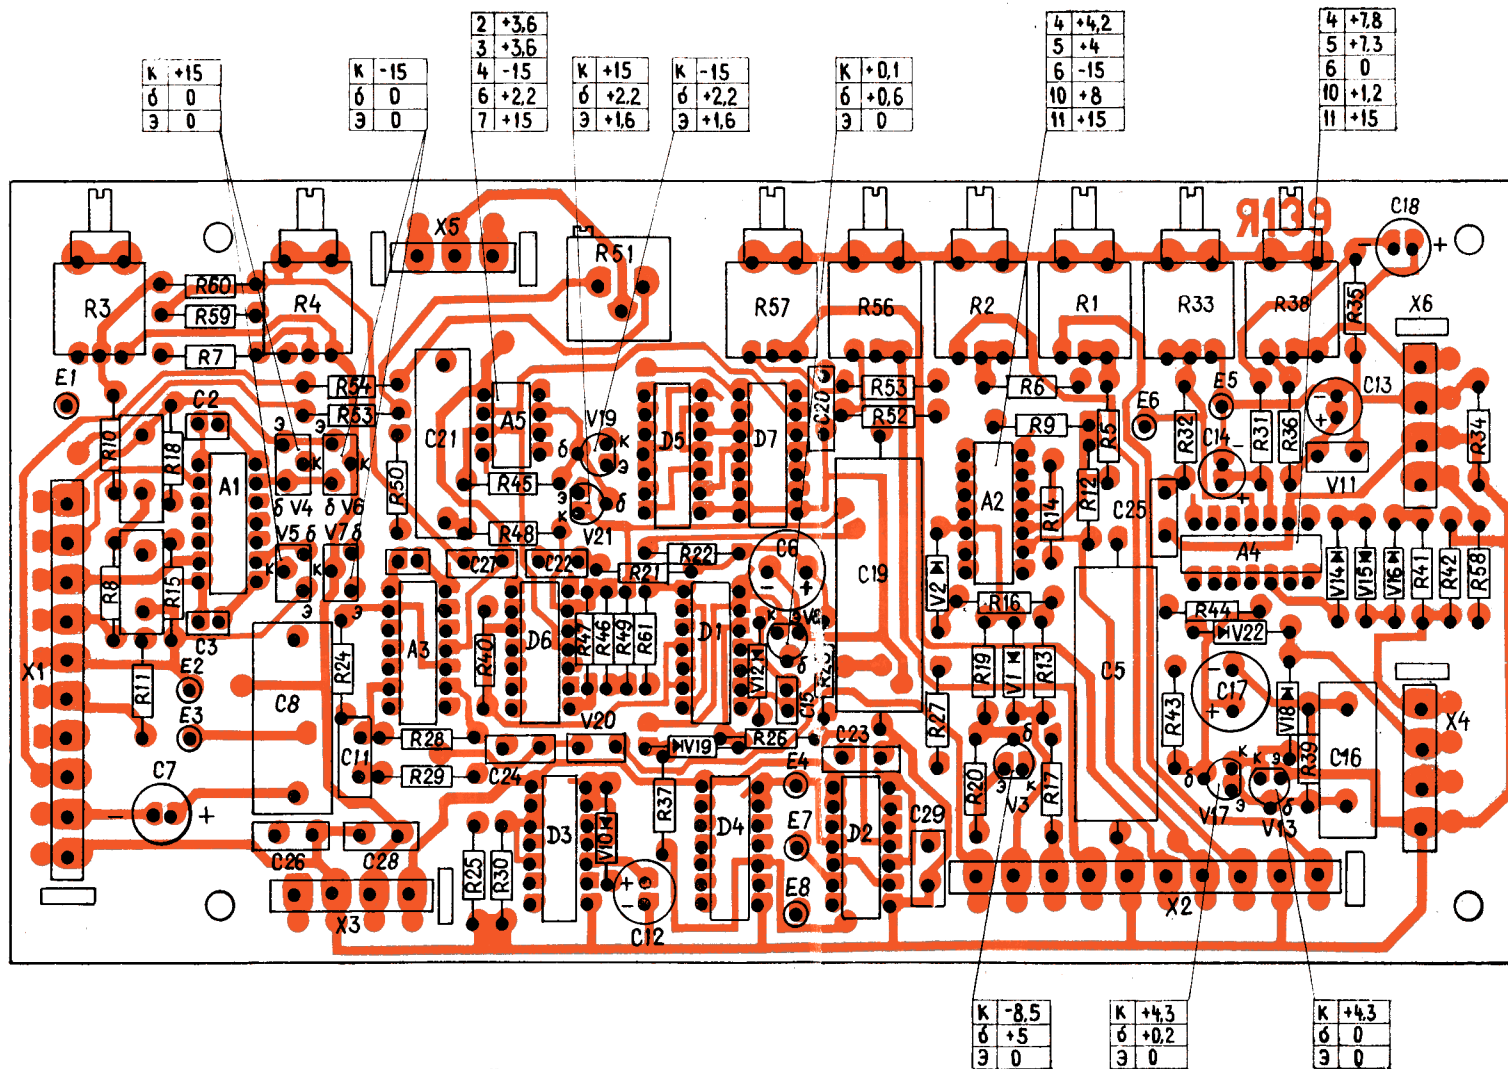 2 +3,6
3 +3,6
4 -15
6 +2,2
7 +15
4 +4,2
5 +4
6 -15
10 +8
11 +15
4 +7,8
5 +7,3
6 0
10 +1,2
11 +15
К +15
б 0
Э 0
К -15
б 0
Э 0
К +15
б +2,2
Э +1,6
К -15
б +2,2
Э +1,6
К +0,1
б +0,6
Э 0
Я139
C18
- +
X5
R51
R3
R60
R4
R59
R7
R57
R56
R2
R1
R33
R38
R35
X6
E1
R54
R53
C2
R10
R18
A1
Э Э
К К
б V4 б V6
V5 б V7 б
К К
Э Э
R50
C21
A5
V19
б К
Э
R45
Э б
К
V21
R48
D5
D7
C20
R53
R52
R6
R9
R5
E6
E5
R32
C14
-
+
R31
R36
C13
-
+
V11
R34
A2
R14
R12
C25
A4
V14
V15
V16
R41
R42
R58
R8
R15
C3
C27
C22
R22
R21
C6
C19
V2
R16
R44
V22
X1
R11
E2
E3
C8
R24
A3
R40
D6
R47
R46
R49
R61
D1
К
б
V12
C15
R27
R19
V1
R13
C5
R43
-
C17
+
V18
R39
C16
X4
C11
R28
R29
V20
C24
V19
R26
C23
E4
б
Э К
V3
R20
R17
б К
Э
V17
К Э
б
V13
C7
- +
C26
C28
X3
R25
R30
D3
V10
R37
+
-
C12
D4
E7
E8
D2
C29
X2
К -8,5
б +5
Э 0
К +4,3
б +0,2
Э 0
К +4,3
б 0
Э 0